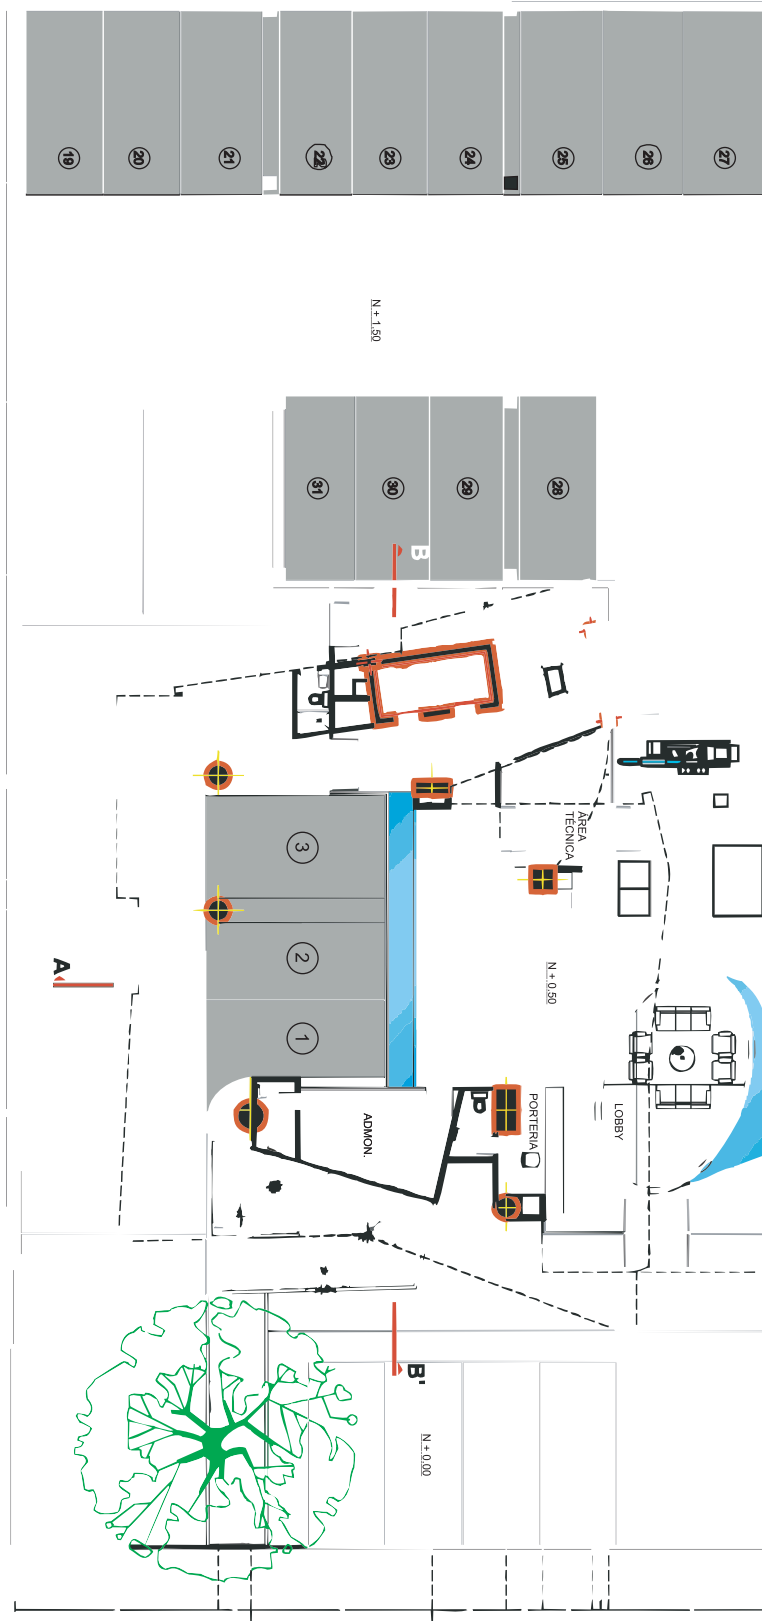 19
20
21
22
23
24
25
26
27
N + 1.50
31
30
29
28
B
3
ÁREA
TÉCNICA
2
A
N + 0.50
1
ADMON.
PORTERIA
LOBBY
B'
N + 0.00